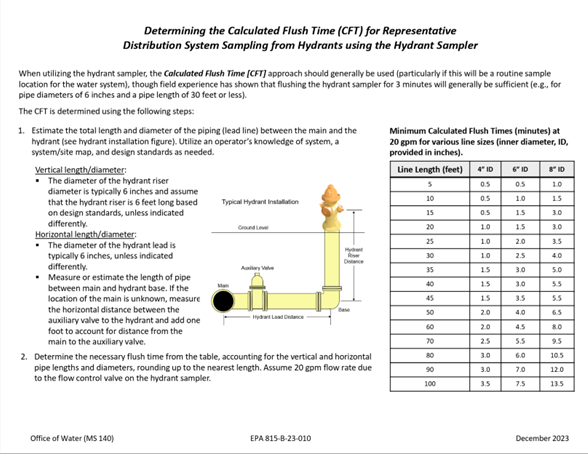 Determining the Calculated Flush Time (CFT) for Representative
Distribution System Sampling from Hydrants using the Hydrant Sampler
When utilizing the hydrant sampler, the Calculated Flush Time [CFT] approach should generally be used (particularly if this will be a routine sample
location for the water system), though field experience has shown that flushing the hydrant sampler for 3 minutes will generally be sufficient (e.g., for
pipe diameters of 6 inches and a pipe length of 30 feet or less).
The CFT is determined using the following steps:
1. Estimate the total length and diameter of the piping (lead line) between the main and the
hydrant (see hydrant installation figure). Utilize an operator's knowledge of system, a
system/site map, and design standards as needed.
Vertical length/diameter:
▪ The diameter of the hydrant riser
diameter is typically 6 inches and assume
that the hydrant riser is 6 feet long based
on design standards, unless indicated
differently.
Horizontal length/diameter:
▪ The diameter of the hydrant lead is
typically 6 inches, unless indicated
differently.
▪ Measure or estimate the length of pipe
between main and hydrant base. If the
location of the main is unknown, measure
the horizontal distance between the
auxiliary valve to the hydrant and add one
foot to account for distance from the
main to the auxiliary valve.
Typical Hydrant Installation
Ground Level
Hydrant
Riser
Distance
Auxiliary Valve
Main
Base
Hydrant Lead Distance
2. Determine the necessary flush time from the table, accounting for the vertical and horizontal
pipe lengths and diameters, rounding up to the nearest length. Assume 20 gpm flow rate due
to the flow control valve on the hydrant sampler.
Minimum Calculated Flush Times (minutes) at
20 gpm for various line sizes (inner diameter, ID,
provided in inches).
Line Length (feet) 4" ID 6" ID 8" ID
5 0.5 0.5 1.0
10 0.5 1.0 1.5
15 0.5 1.5 3.0
20 1.0 1.5 3.0
25 1.0 2.0 3.5
30 1.0 2.5 4.0
35 1.5 3.0 5.0
40 1.5 3.0 5.5
45 1.5 3.5 5.5
50 2.0 4.0 6.5
60 2.0 4.5 8.0
70 2.5 5.5 9.5
80 3.0 6.0 10.5
90 3.0 7.0 12.0
100 3.5 7.5 13.5
Office of Water (MS 140) EPA 815-B-23-010 December 2023